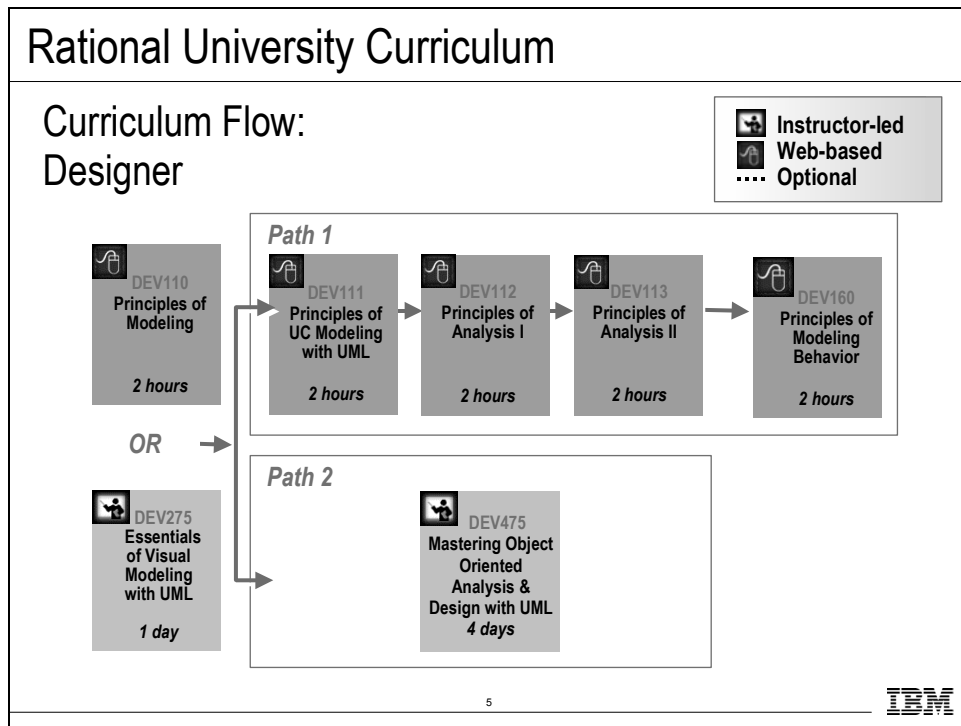 Rational University Curriculum
Curriculum Flow:
Designer
Instructor-led
Web-based
Optional
DEV110
Principles of
Modeling
2 hours
OR
DEV275
Essentials
of Visual
Modeling
with UML
1 day
Path 1
DEV111
Principles of
UC Modeling
with UML
2 hours
DEV112
Principles of
Analysis I
2 hours
DEV113
Principles of
Analysis II
2 hours
DEV160
Principles of
Modeling
Behavior
2 hours
Path 2
DEV475
Mastering Object
Oriented
Analysis &
Design with UML
4 days
5
IBM